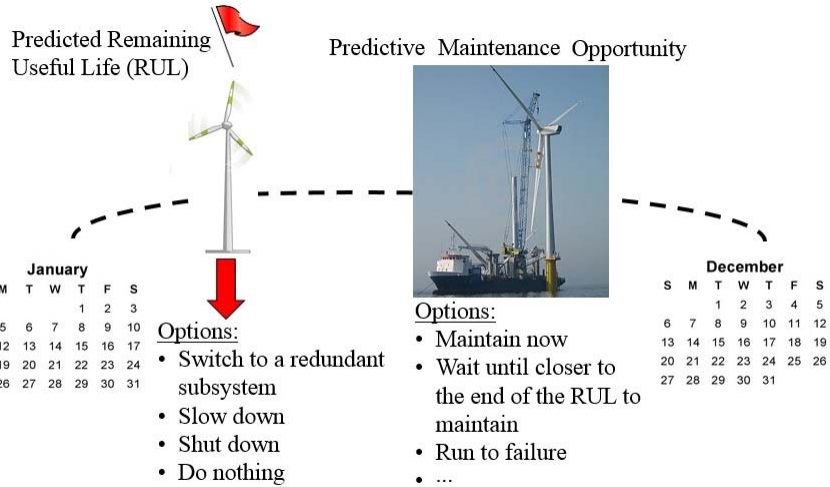 Predicted Remaining
Useful Life (RUL)
Predictive Maintenance Opportunity
January
M T W T F S
1 2 3
5 6 7 8 9 10
12 13 14 15 16 17
19 20 21 22 23 24
26 27 28 29 30 31
Options:
• Switch to a redundant
subsystem
• Slow down
• Shut down
• Do nothing
Options:
• Maintain now
• Wait until closer to
the end of the RUL to
maintain
• Run to failure
• ...
December
S M T W T F S
1 2 3 4 5
6 7 8 9 10 11 12
13 14 15 16 17 18 19
20 21 22 23 24 25 26
27 28 29 30 31